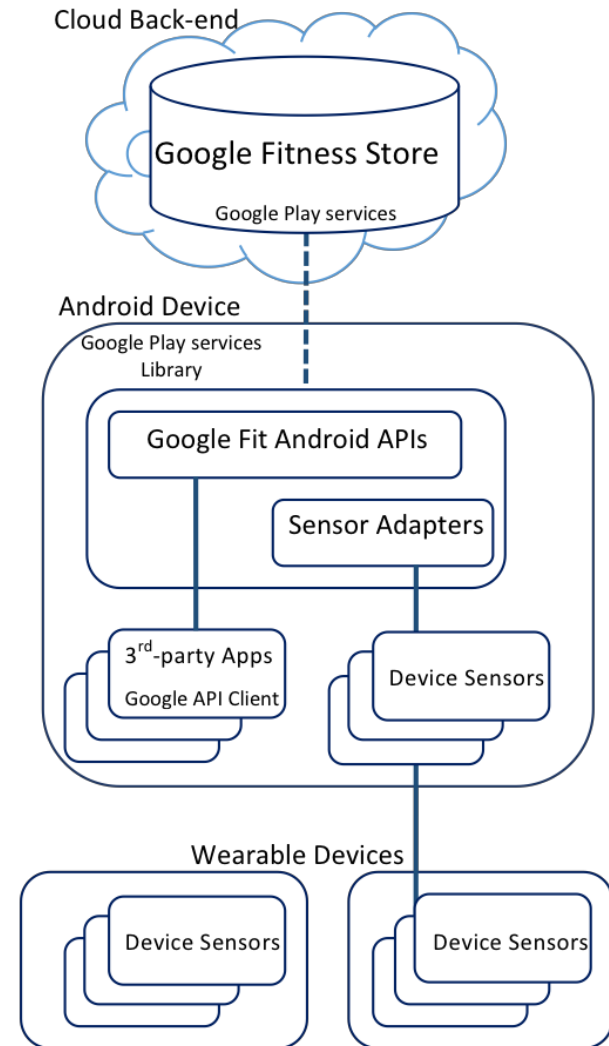 Cloud Back-end
Google Fitness Store
Google Play services
Android Device
Google Play services
Library
Google Fit Android APIs
Sensor Adapters
3rd-party Apps
Google API Client
Device Sensors
Wearable Devices
Device Sensors
Device Sensors